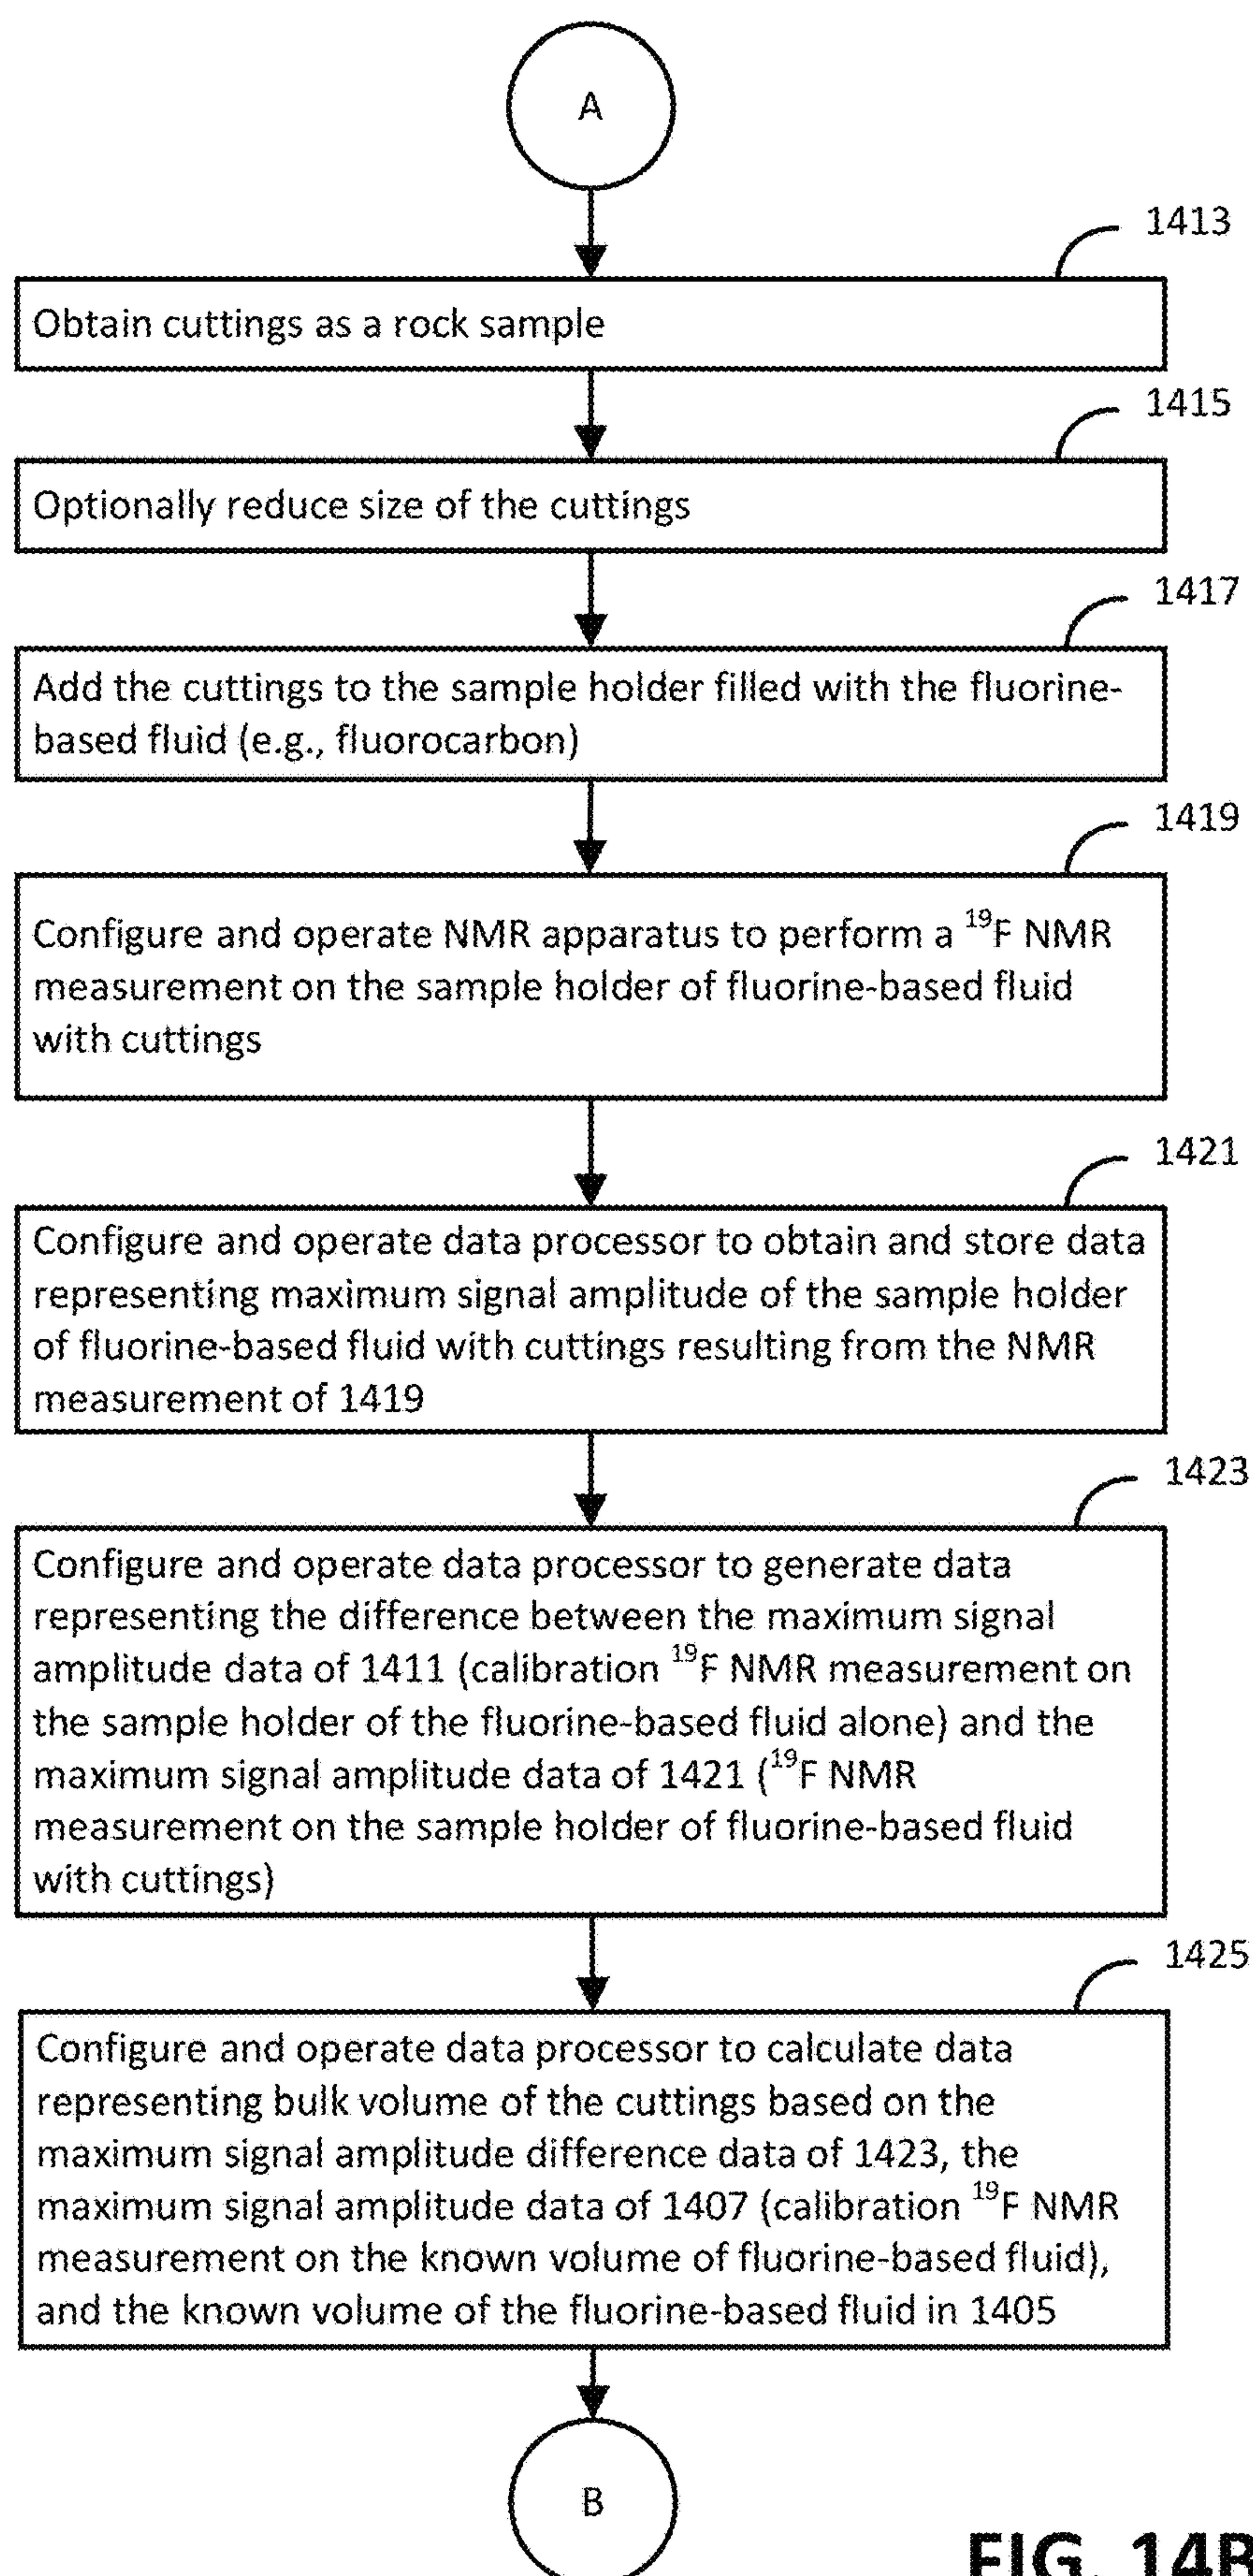 A
1413
Obtain cuttings as a rock sample
1415
Optionally reduce size of the cuttings
1417
Add the cuttings to the sample holder filled with the fluorine-
based fluid (e.g., fluorocarbon)
1419
Configure and operate NMR apparatus to perform a ¹⁹F NMR
measurement on the sample holder of fluorine-based fluid
with cuttings
1421
Configure and operate data processor to obtain and store data
representing maximum signal amplitude of the sample holder
of fluorine-based fluid with cuttings resulting from the NMR
measurement of 1419
1423
Configure and operate data processor to generate data
representing the difference between the maximum signal
amplitude data of 1411 (calibration ¹⁹F NMR measurement on
the sample holder of the fluorine-based fluid alone) and the
maximum signal amplitude data of 1421 (¹⁹F NMR
measurement on the sample holder of fluorine-based fluid
with cuttings)
1425
Configure and operate data processor to calculate data
representing bulk volume of the cuttings based on the
maximum signal amplitude difference data of 1423, the
maximum signal amplitude data of 1407 (calibration ¹⁹F NMR
measurement on the known volume of fluorine-based fluid),
and the known volume of the fluorine-based fluid in 1405
B
FIG. 14B